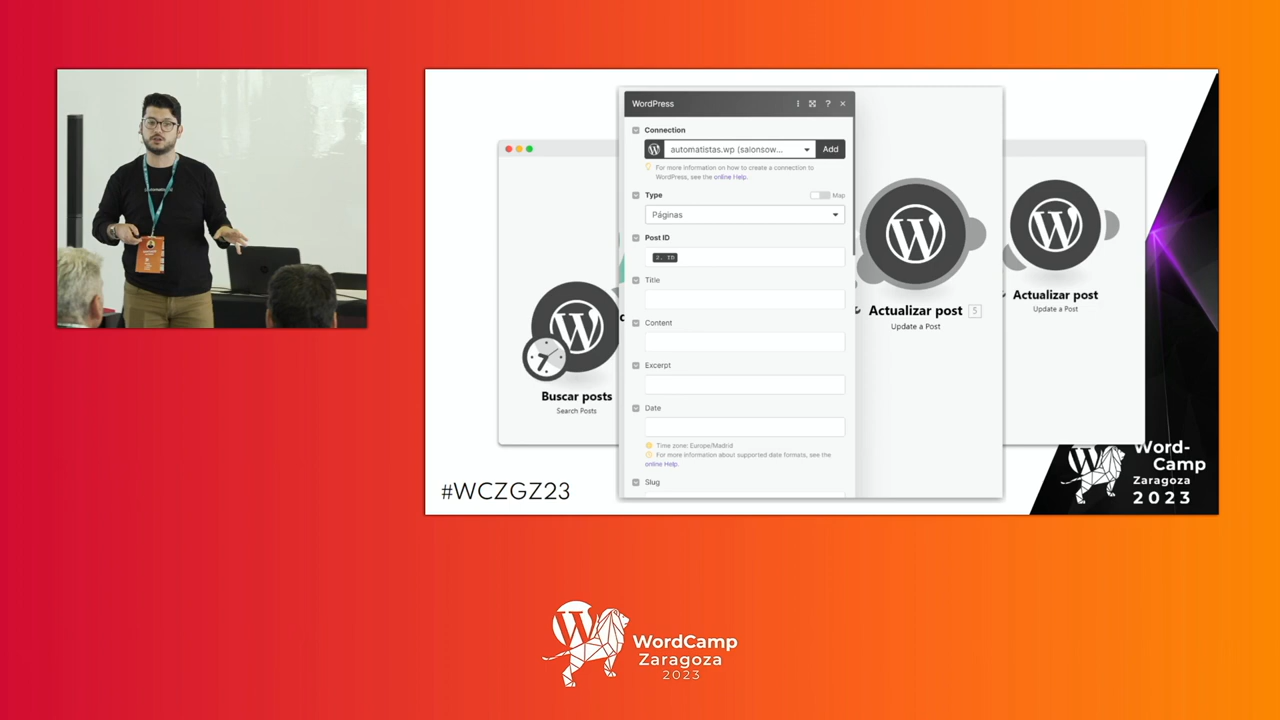 WordPress
Connection
automatistas.wp (salonsow...
Add
For more information on how to create a connection to
WordPress, see the online Help.
Type
Map
Páginas
Post ID
2. ID
Title
Content
Excerpt
Date
Time zone: Europe/Madrid
For more information about supported date formats, see the
online Help.
Slug
Buscar posts
Search Posts
Actualizar post
5
Update a Post
Actualizar post
Update a Post
#WCZGZ23
Word-
Camp
Zaragoza
2023
WordCamp
Zaragoza
2023